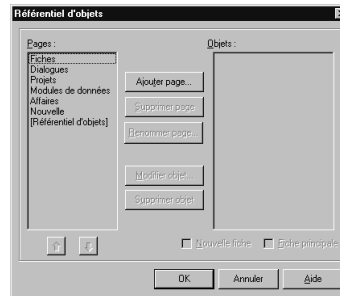 Référentiel d'objets
Pages :
Objets :
Fiches
Dialogues
Projets
Modules de données
Affaires
Nouvelle
[Référentiel d'objets]
Ajouter page...
Supprimer page
Renommer page...
Modifier objet...
Supprimer objet
Nouvelle fiche
Fiche principale
OK
Annuler
Aide